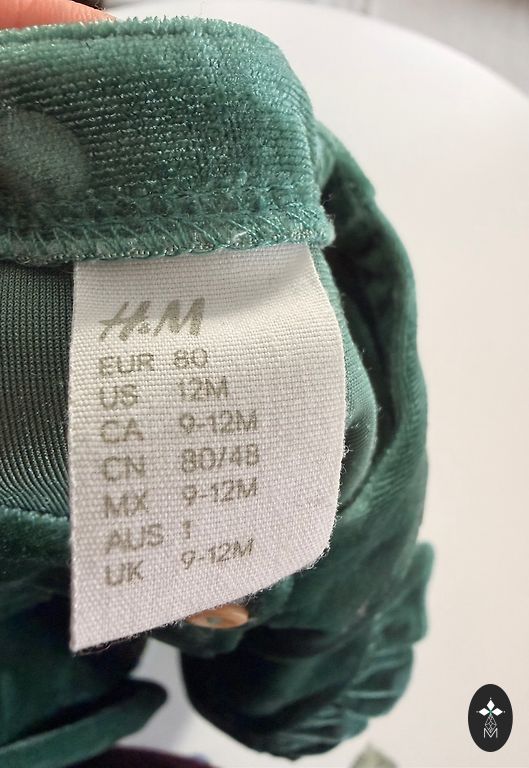 H&M
EUR 80
US 12M
CA 9-12M
CN 80/48
MX 9-12M
AUS 1
UK 9-12M